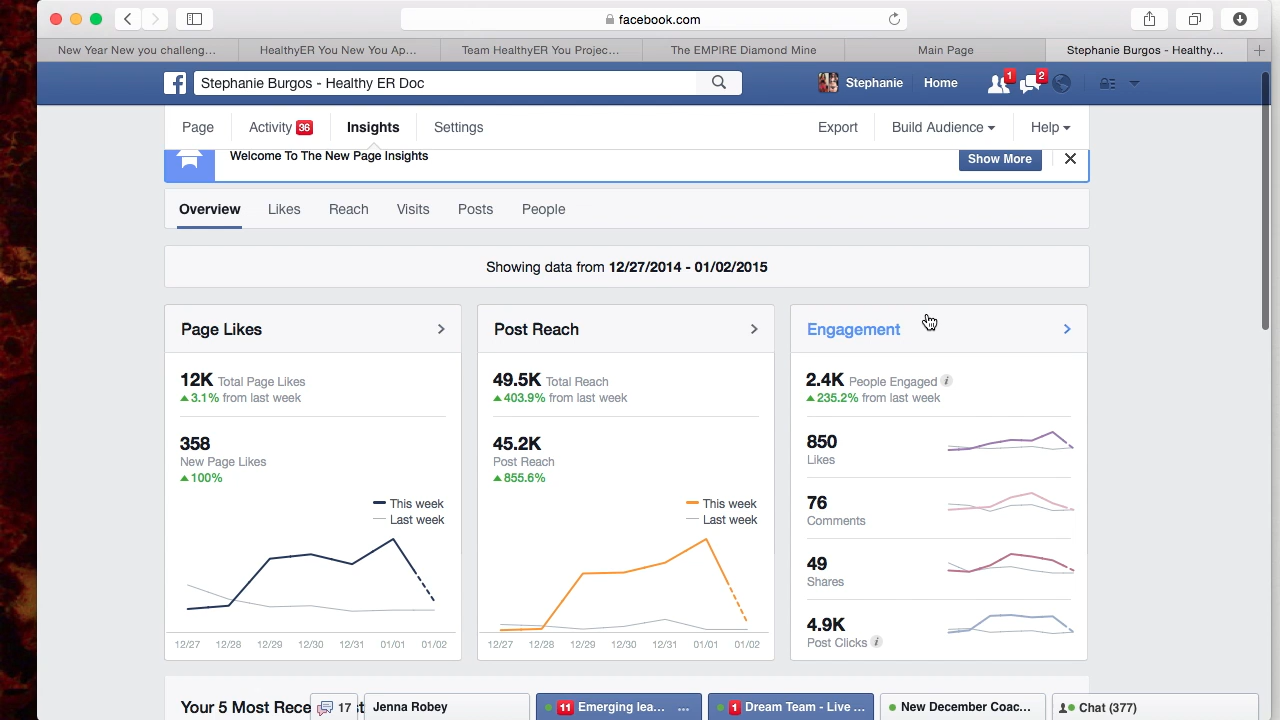 facebook.com
New Year New you challeng...
HealthyER You New You Ap...
Team HealthyER You Projec...
The EMPIRE Diamond Mine
Main Page
Stephanie Burgos - Healthy...
Stephanie Burgos - Healthy ER Doc
Stephanie
Home
1
2
Page
Activity 36
Insights
Settings
Export
Build Audience
Help
Welcome To The New Page Insights
Show More
Overview
Likes
Reach
Visits
Posts
People
Showing data from 12/27/2014 - 01/02/2015
Page Likes
12K Total Page Likes
3.1% from last week
358
New Page Likes
100%
This week
Last week
12/27 12/28 12/29 12/30 12/31 01/01 01/02
Post Reach
49.5K Total Reach
403.9% from last week
45.2K
Post Reach
855.6%
This week
Last week
12/27 12/28 12/29 12/30 12/31 01/01 01/02
Engagement
2.4K People Engaged i
235.2% from last week
850
Likes
76
Comments
49
Shares
4.9K
Post Clicks i
Your 5 Most Rece
17
Jenna Robey
11 Emerging lea... ...
1 Dream Team - Live ...
New December Coac...
Chat (377)